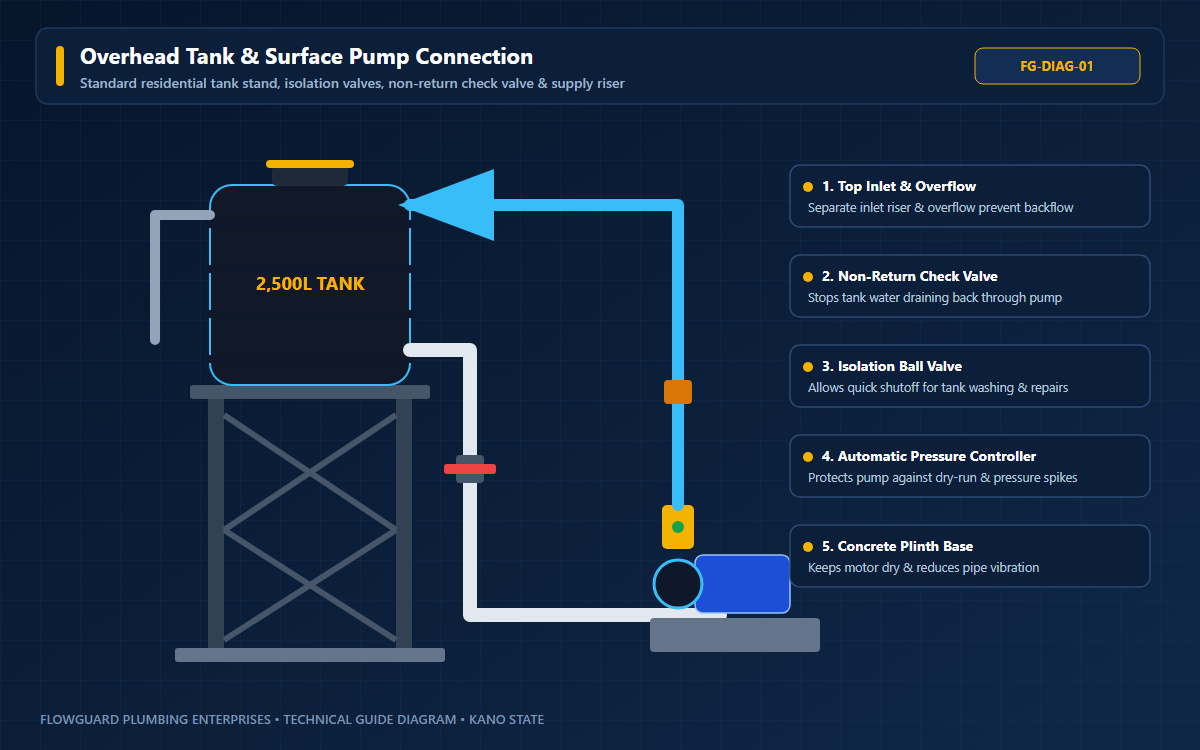 Overhead Tank & Surface Pump Connection
Standard residential tank stand, isolation valves, non-return check valve & supply riser
FG-DIAG-01
2,500L TANK
1. Top Inlet & Overflow
Separate inlet riser & overflow prevent backflow
2. Non-Return Check Valve
Stops tank water draining back through pump
3. Isolation Ball Valve
Allows quick shutoff for tank washing & repairs
4. Automatic Pressure Controller
Protects pump against dry-run & pressure spikes
5. Concrete Plinth Base
Keeps motor dry & reduces pipe vibration
FLOWGUARD PLUMBING ENTERPRISES • TECHNICAL GUIDE DIAGRAM • KANO STATE